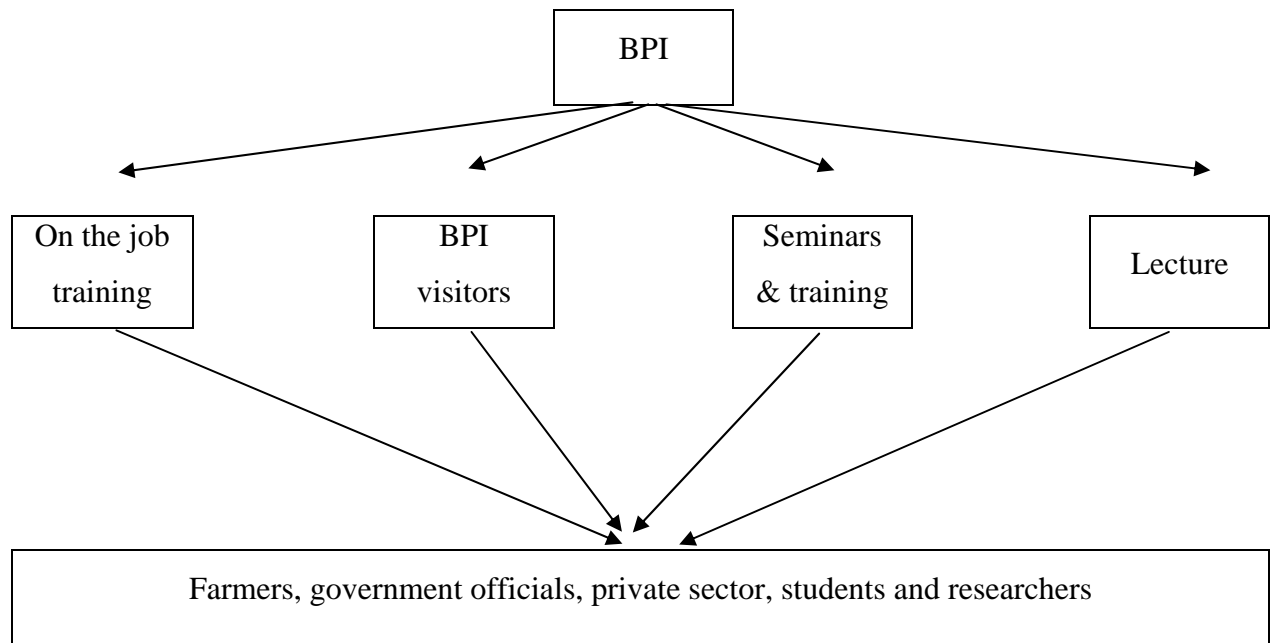 BPI
On the job
training
BPI
visitors
Seminars
& training
Lecture
Farmers, government officials, private sector, students and researchers